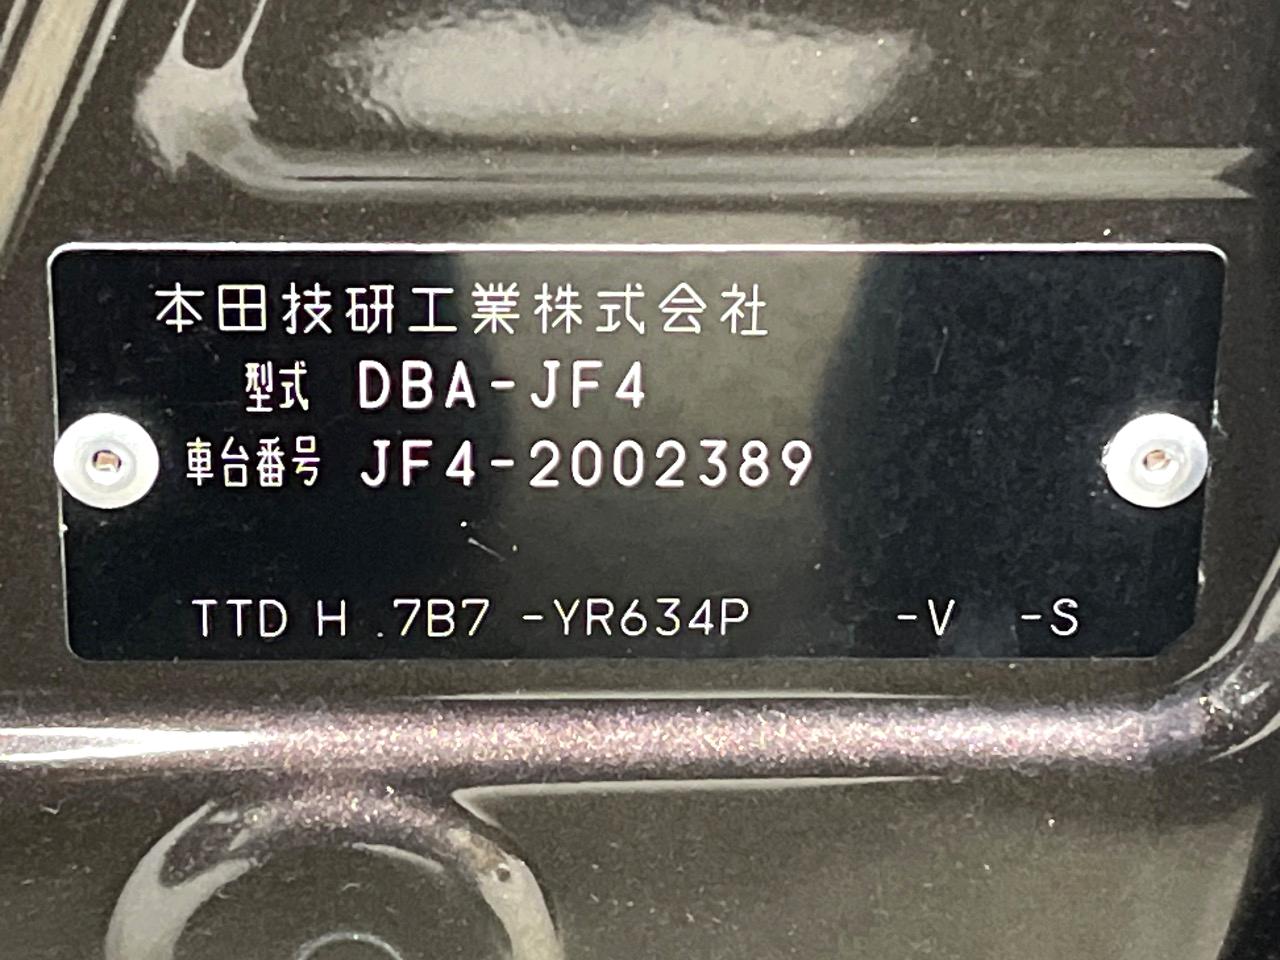 本田技研工業株式会社
型式 DBA-JF4
車台番号 JF4-2002389
TTD H .7B7 -YR634P -V -S